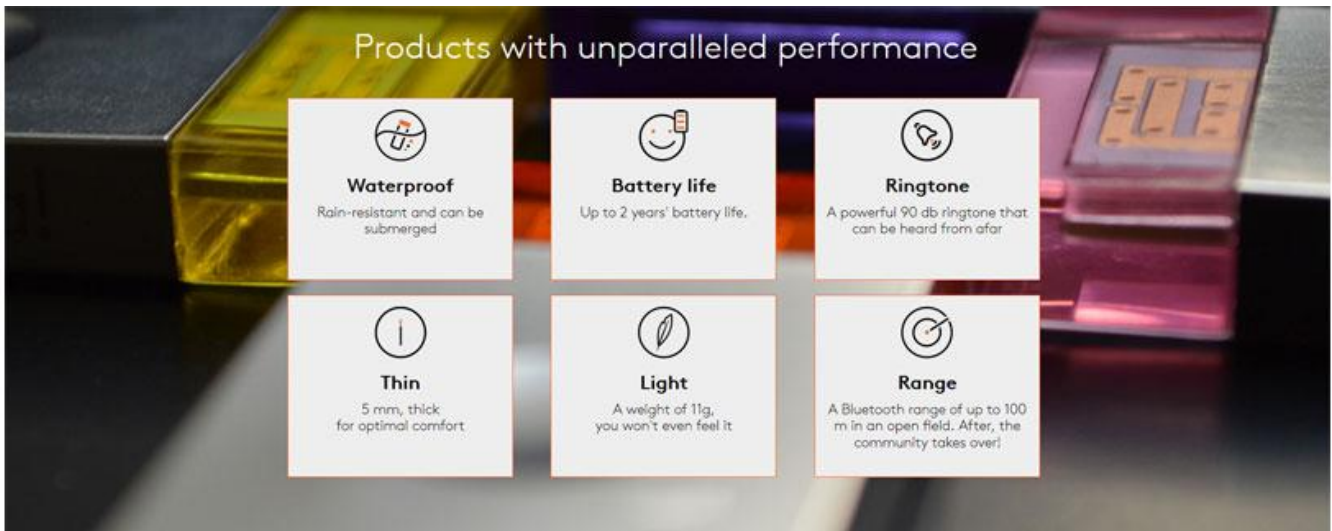 Products with unparalleled performance
Waterproof
Rain-resistant and can be
submerged
Battery life
Up to 2 years' battery life.
Ringtone
A powerful 90 db ringtone that
can be heard from afar
Thin
5 mm, thick
for optimal comfort
Light
A weight of 11g,
you won't even feel it
Range
A Bluetooth range of up to 100
m in an open field. After, the
community takes over!